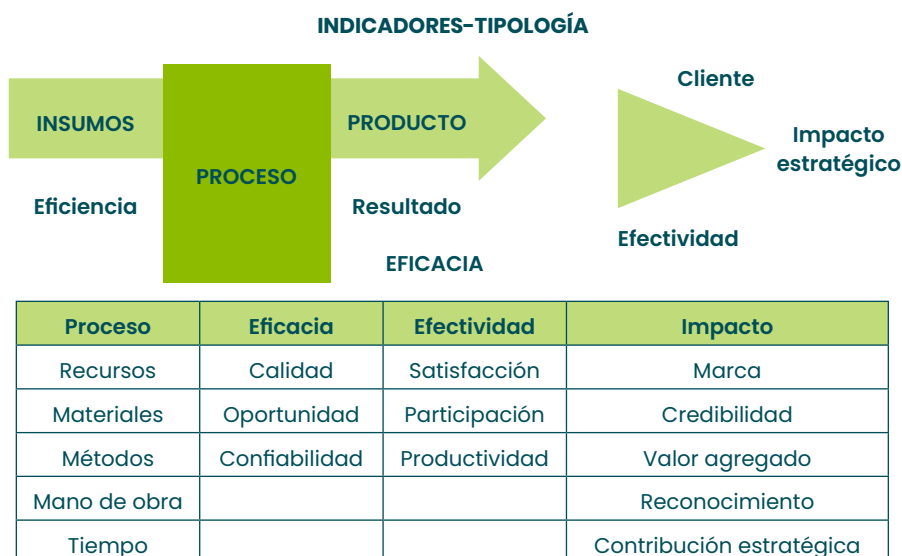 INDICADORES-TIPOLOGÍA
Cliente
INSUMOS
PRODUCTO
Impacto
estratégico
PROCESO
Eficiencia
Resultado
Efectividad
EFICACIA
Proceso Eficacia Efectividad Impacto
Recursos Calidad Satisfacción Marca
Materiales Oportunidad Participación Credibilidad
Métodos Confiabilidad Productividad Valor agregado
Mano de obra Reconocimiento
Tiempo Contribución estratégica